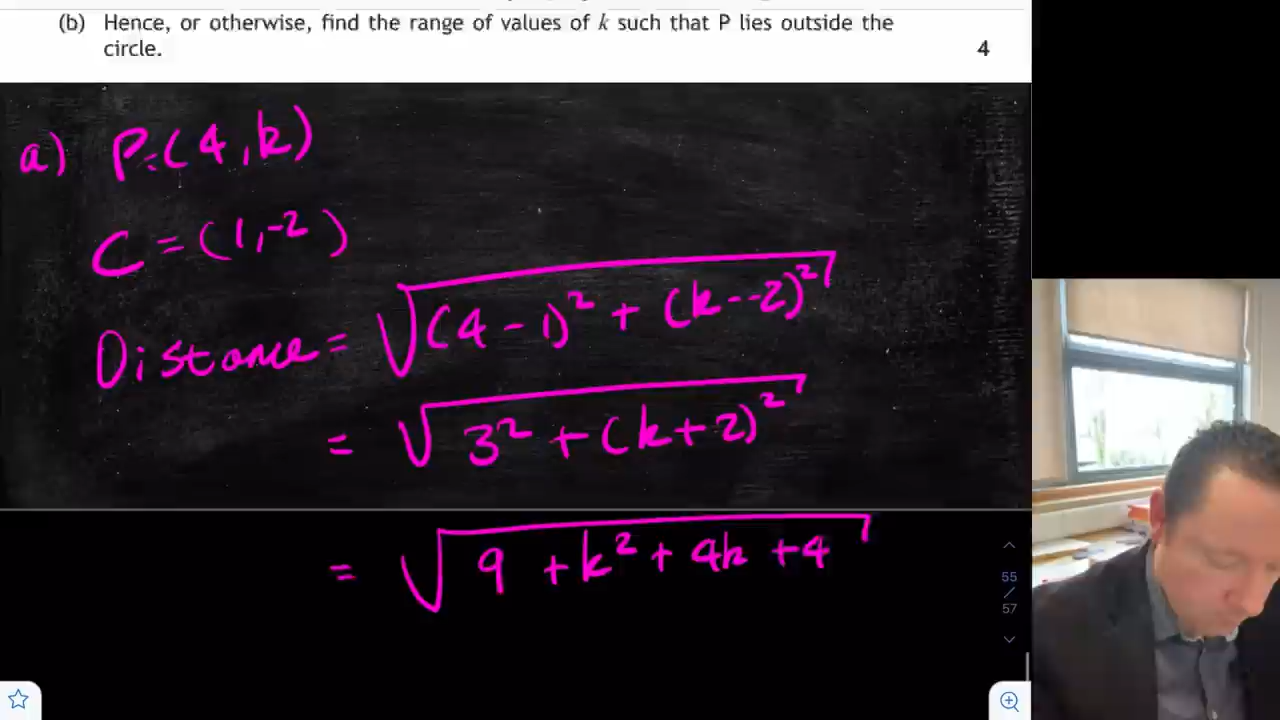 (b) Hence, or otherwise, find the range of values of k such that P lies outside the
circle. 4
a) P=(4,k)
C = (1,-2)
Distance = √(4-1)² + (k--2)²
= √3² + (k+2)²
= √9 + k² + 4k + 4
55
/
57